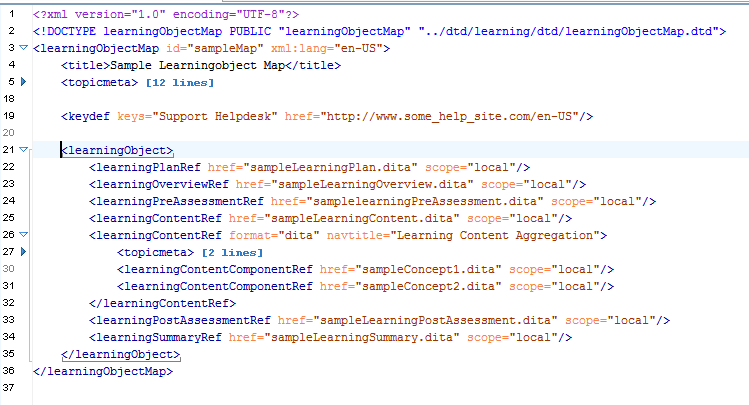 1 <?xml version="1.0" encoding="UTF-8"?>
2 <!DOCTYPE learningObjectMap PUBLIC "learningObjectMap" "../dtd/learning/dtd/learningObjectMap.dtd">
3 <learningObjectMap id="sampleMap" xml:lang="en-US">
4 <title>Sample Learningobject Map</title>
5 <topicmeta> [12 lines]
18
19 <keydef keys="Support Helpdesk" href="http://www.some_help_site.com/en-US"/>
20
21 <learningObject>
22 <learningPlanRef href="sampleLearningPlan.dita" scope="local"/>
23 <learningOverviewRef href="sampleLearningOverview.dita" scope="local"/>
24 <learningPreAssessmentRef href="samplelearningPreAssessment.dita" scope="local"/>
25 <learningContentRef href="sampleLearningContent.dita" scope="local"/>
26 <learningContentRef format="dita" navtitle="Learning Content Aggregation">
27 <topicmeta> [2 lines]
30 <learningContentComponentRef href="sampleConcept1.dita" scope="local"/>
31 <learningContentComponentRef href="sampleConcept2.dita" scope="local"/>
32 </learningContentRef>
33 <learningPostAssessmentRef href="sampleLearningPostAssessment.dita" scope="local"/>
34 <learningSummaryRef href="sampleLearningSummary.dita" scope="local"/>
35 </learningObject>
36 </learningObjectMap>
37